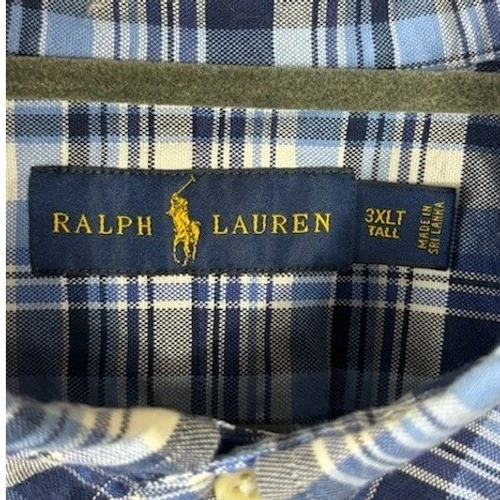 RALPH LAUREN
3XLT
TALL
MADE IN
SRI LANKA